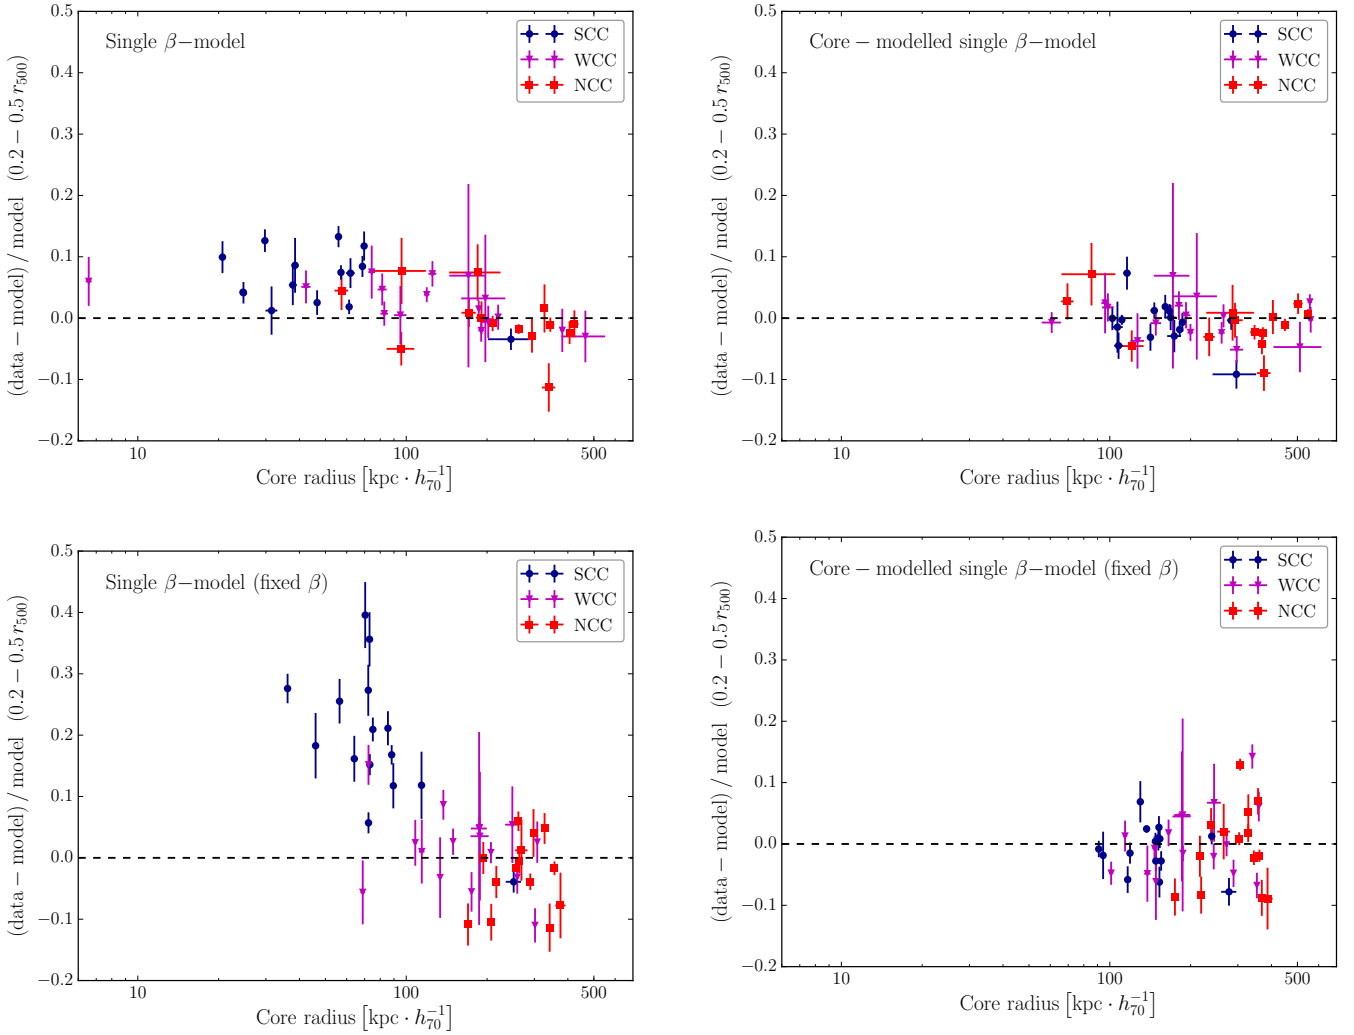 Single β−model
SCC
WCC
NCC
0.5
0.4
0.3
0.2
0.1
0.0
−0.1
−0.2
10
100
500
(data − model) / model (0.2 − 0.5 r₅₀₀)
Core radius [kpc · h₇₀⁻¹]
Core − modelled single β−model
SCC
WCC
NCC
0.5
0.4
0.3
0.2
0.1
0.0
−0.1
−0.2
10
100
500
(data − model) / model (0.2 − 0.5 r₅₀₀)
Core radius [kpc · h₇₀⁻¹]
Single β−model (fixed β)
SCC
WCC
NCC
0.5
0.4
0.3
0.2
0.1
0.0
−0.1
−0.2
10
100
500
(data − model) / model (0.2 − 0.5 r₅₀₀)
Core radius [kpc · h₇₀⁻¹]
Core − modelled single β−model (fixed β)
SCC
WCC
NCC
0.5
0.4
0.3
0.2
0.1
0.0
−0.1
−0.2
10
100
500
(data − model) / model (0.2 − 0.5 r₅₀₀)
Core radius [kpc · h₇₀⁻¹]